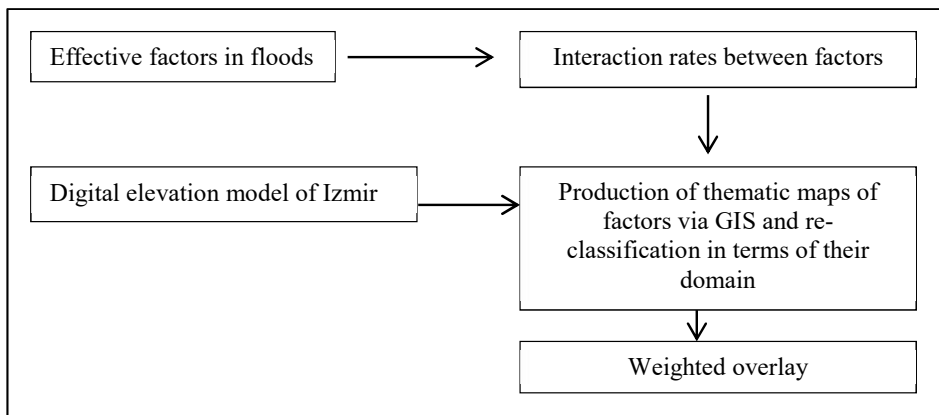 Effective factors in floods
Interaction rates between factors
Digital elevation model of Izmir
Production of thematic maps of
factors via GIS and re-
classification in terms of their
domain
Weighted overlay